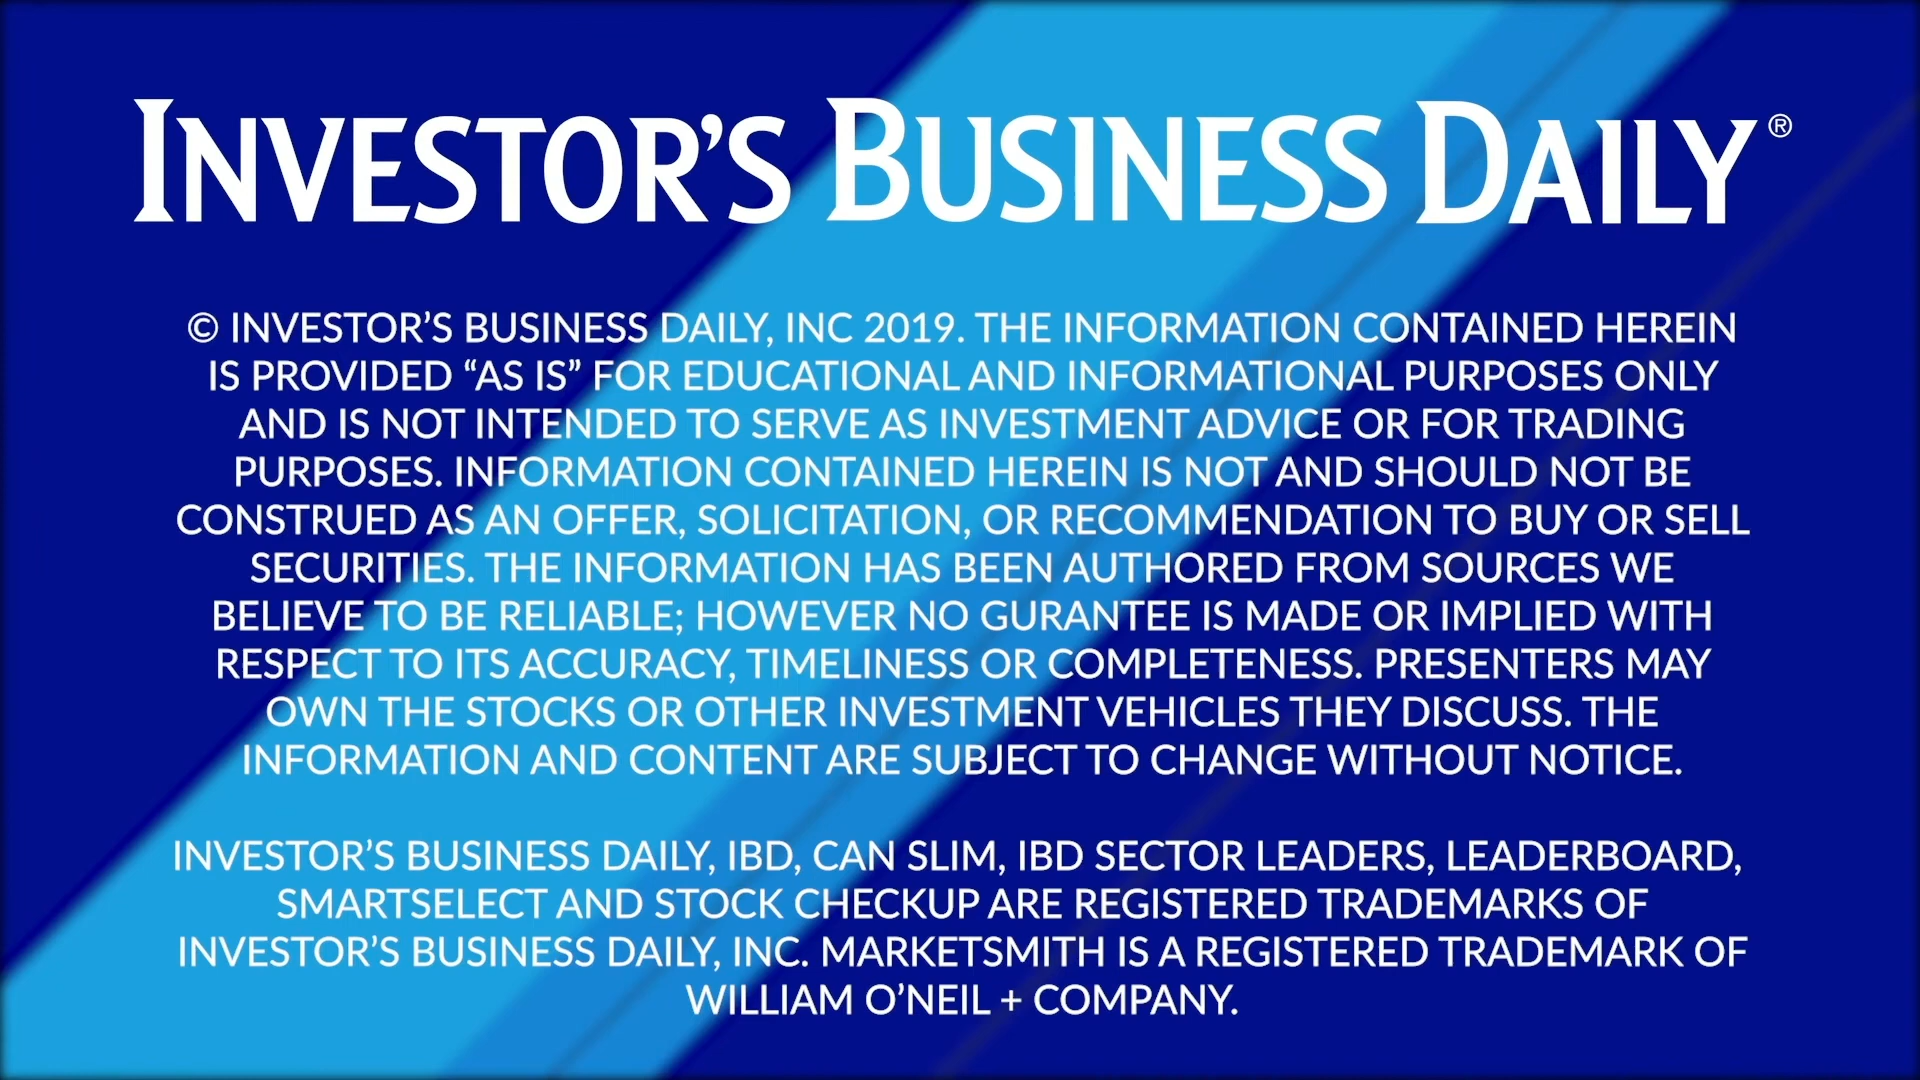 INVESTOR’S BUSINESS DAILY®
© INVESTOR’S BUSINESS DAILY, INC 2019. THE INFORMATION CONTAINED HEREIN
IS PROVIDED “AS IS” FOR EDUCATIONAL AND INFORMATIONAL PURPOSES ONLY
AND IS NOT INTENDED TO SERVE AS INVESTMENT ADVICE OR FOR TRADING
PURPOSES. INFORMATION CONTAINED HEREIN IS NOT AND SHOULD NOT BE
CONSTRUED AS AN OFFER, SOLICITATION, OR RECOMMENDATION TO BUY OR SELL
SECURITIES. THE INFORMATION HAS BEEN AUTHORED FROM SOURCES WE
BELIEVE TO BE RELIABLE; HOWEVER NO GURANTEE IS MADE OR IMPLIED WITH
RESPECT TO ITS ACCURACY, TIMELINESS OR COMPLETENESS. PRESENTERS MAY
OWN THE STOCKS OR OTHER INVESTMENT VEHICLES THEY DISCUSS. THE
INFORMATION AND CONTENT ARE SUBJECT TO CHANGE WITHOUT NOTICE.
INVESTOR’S BUSINESS DAILY, IBD, CAN SLIM, IBD SECTOR LEADERS, LEADERBOARD,
SMARTSELECT AND STOCK CHECKUP ARE REGISTERED TRADEMARKS OF
INVESTOR’S BUSINESS DAILY, INC. MARKETSMITH IS A REGISTERED TRADEMARK OF
WILLIAM O’NEIL + COMPANY.